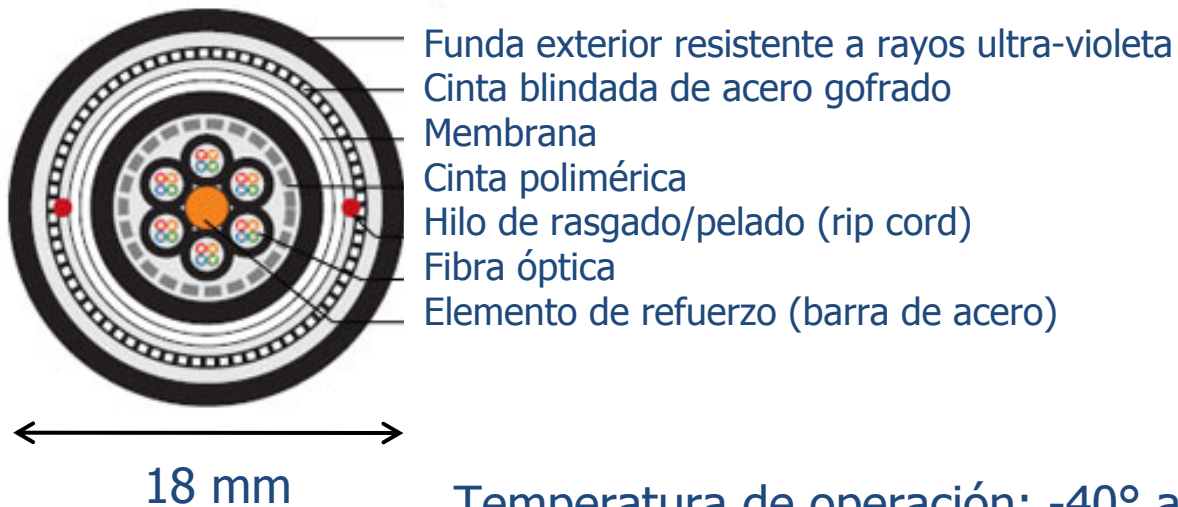 Funda exterior resistente a rayos ultra-violeta
Cinta blindada de acero gofrado
Membrana
Cinta polimérica
Hilo de rasgado/pelado (rip cord)
Fibra óptica
Elemento de refuerzo (barra de acero)
18 mm
Temperatura de operación: -40° a